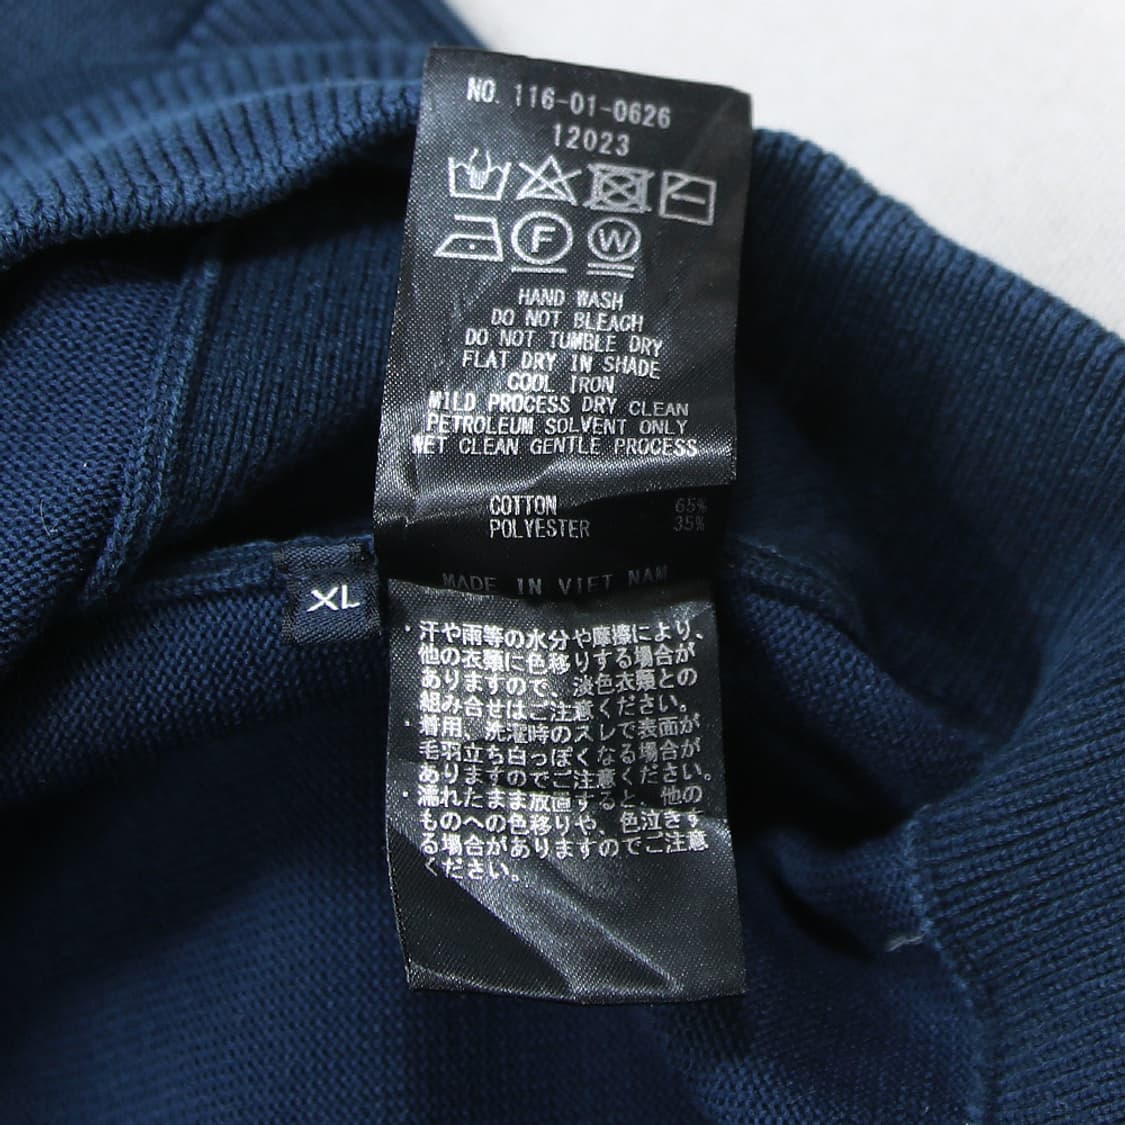 NO. 116-01-0626
12023
F W
HAND WASH
DO NOT BLEACH
DO NOT TUMBLE DRY
FLAT DRY IN SHADE
COOL IRON
MILD PROCESS DRY CLEAN
PETROLEUM SOLVENT ONLY
WET CLEAN GENTLE PROCESS
COTTON 65%
POLYESTER 35%
MADE IN VIET NAM
XL
・汗や雨等の水分や摩擦により、
他の衣類に色移りする場合が
ありますので、淡色衣類との
組み合せはご注意ください。
・着用、洗濯時のスレで表面が
毛羽立ち白っぽくなる場合が
ありますのでご注意ください。
・濡れたまま放置すると、他の
ものへの色移りや、色泣きす
る場合がありますのでご注意
ください。